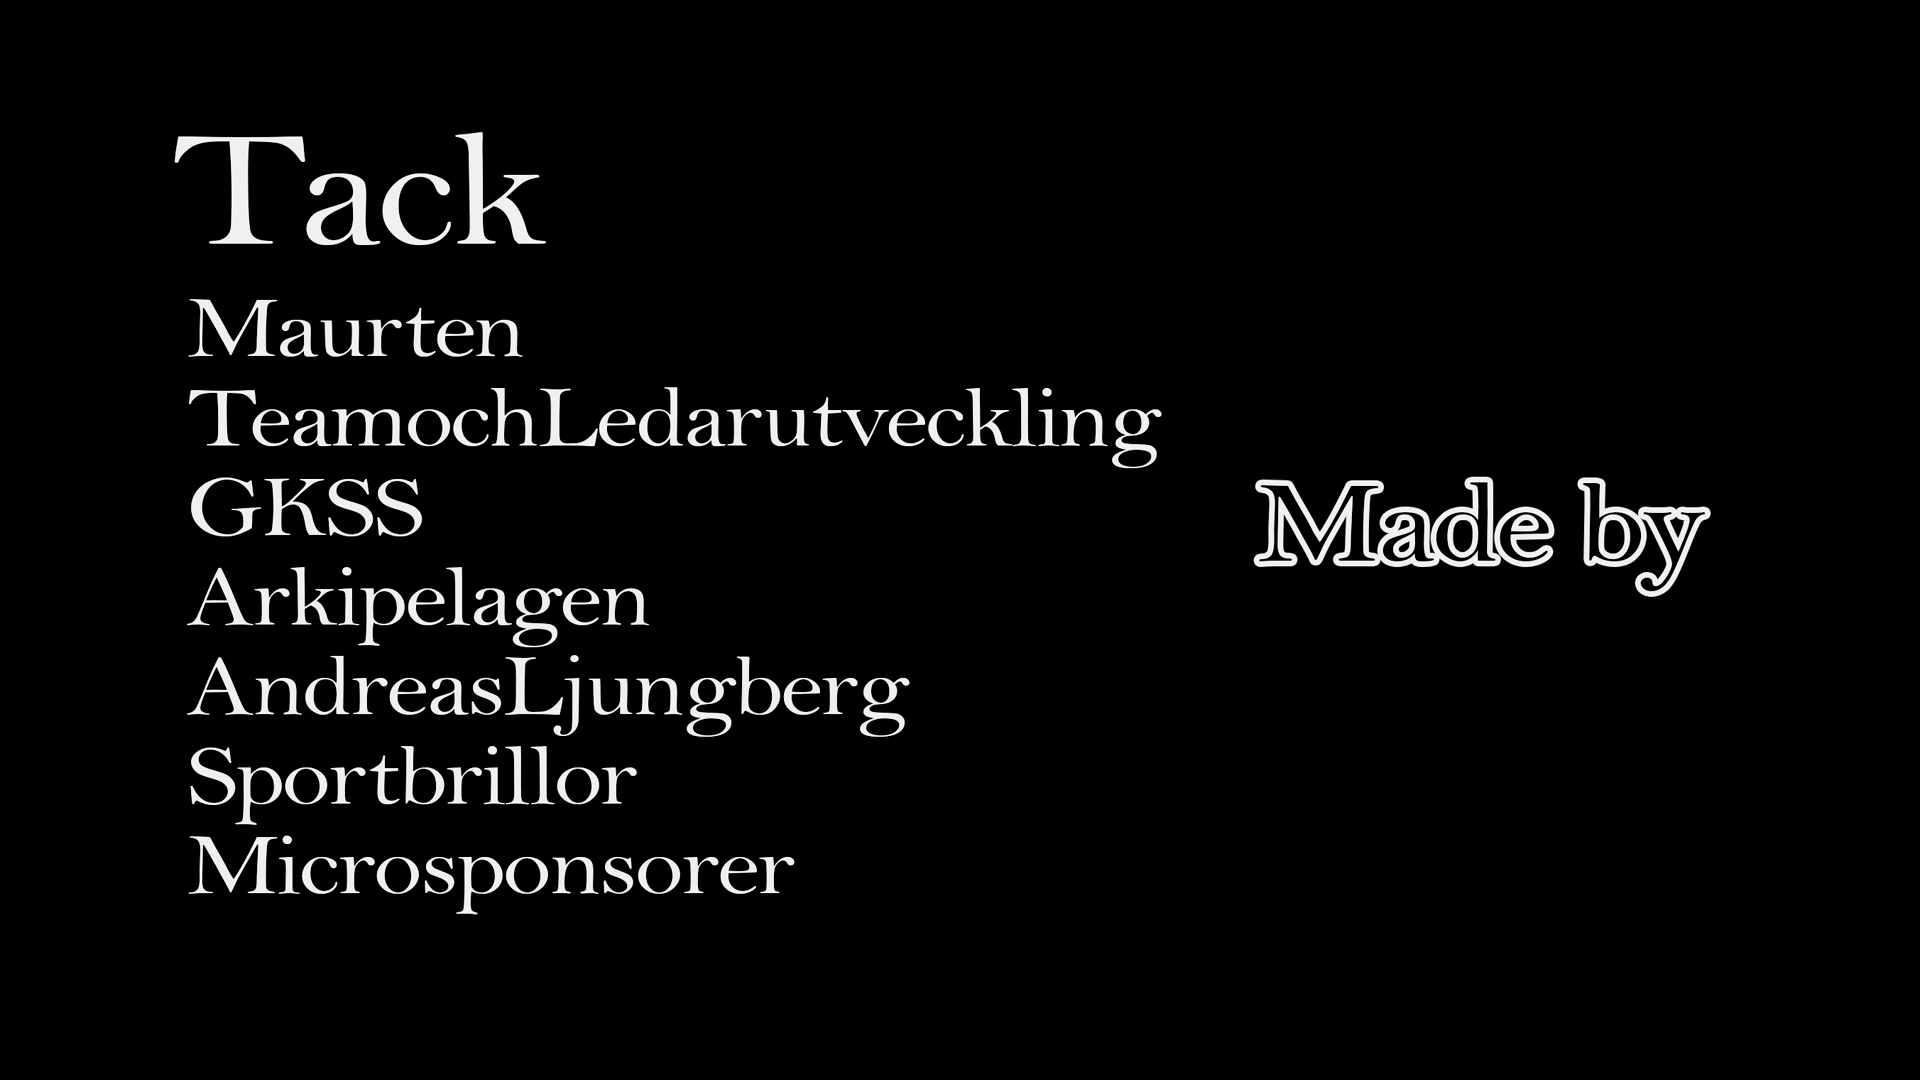 Tack
Maurten
TeamochLedarutveckling
GKSS
Arkipelagen
AndreasLjungberg
Sportbrillor
Microsponsorer
Made by